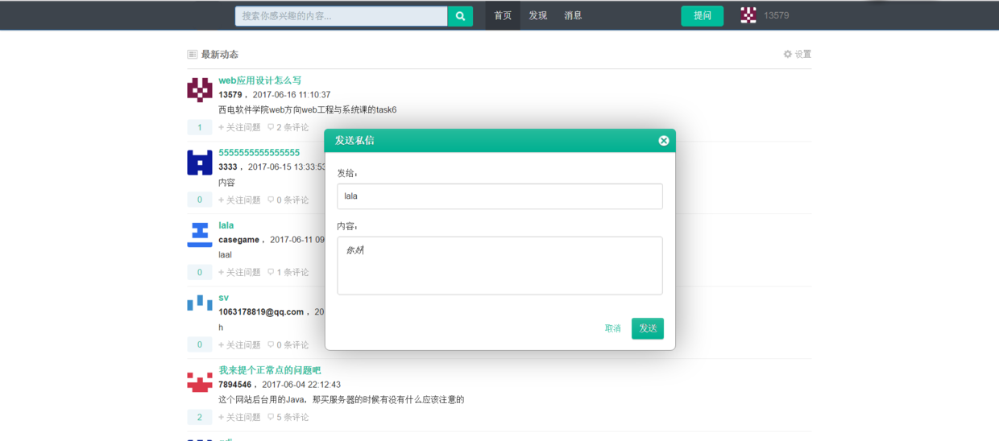 搜索你感兴趣的内容...
首页 发现 消息 提问 13579
最新动态 设置
web应用设计怎么写
13579， 2017-06-16 11:10:37
西电软件学院web方向web工程与系统课的task6
1 + 关注问题 2 条评论
5555555555555555
3333， 2017-06-15 13:33:53
内容
0 + 关注问题 0 条评论
lala
casegame， 2017-06-11 09
laal
0 + 关注问题 1 条评论
sv
1063178819@qq.com， 20
h
0 + 关注问题 0 条评论
我来提个正常点的问题吧
7894546， 2017-06-04 22:12:43
这个网站后台用的Java，那买服务器的时候有没有什么应该注意的
2 + 关注问题 5 条评论
发送私信
发给：
lala
内容：
你好
取消 发送